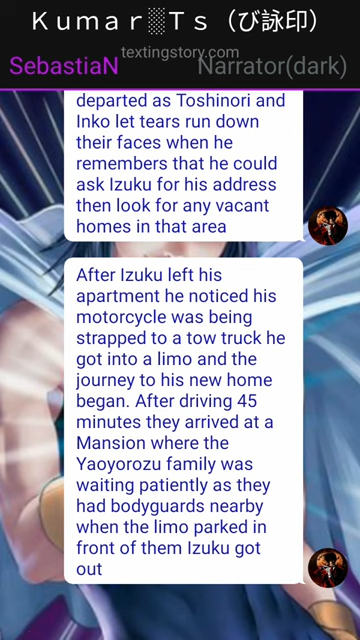 Ｋｕｍａｒ░Ｔｓ（び詠印）
textingstory.com
SebastiaN
Narrator(dark)
departed as Toshinori and
Inko let tears run down
their faces when he
remembers that he could
ask Izuku for his address
then look for any vacant
homes in that area
After Izuku left his
apartment he noticed his
motorcycle was being
strapped to a tow truck he
got into a limo and the
journey to his new home
began. After driving 45
minutes they arrived at a
Mansion where the
Yaoyorozu family was
waiting patiently as they
had bodyguards nearby
when the limo parked in
front of them Izuku got
out